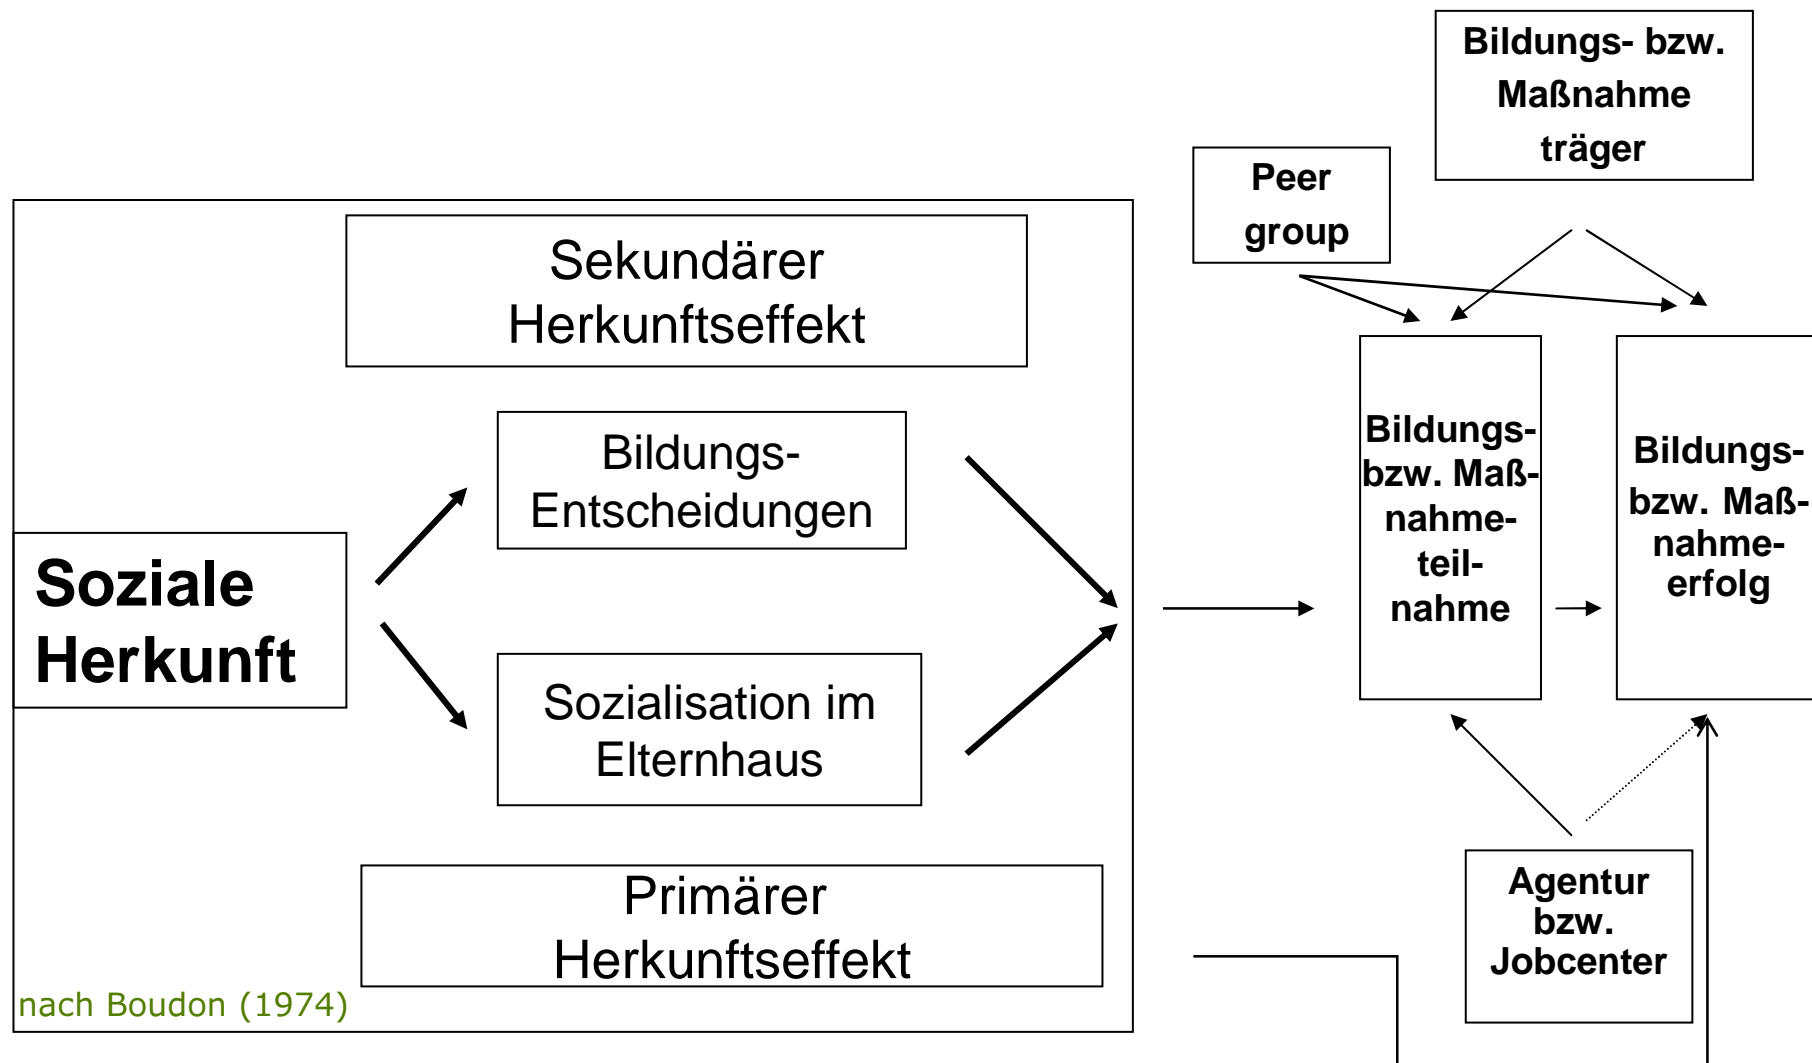 Bildungs- bzw.
Maßnahme
träger
Peer
group
Sekundärer
Herkunftseffekt
Bildungs-
Entscheidungen
Soziale
Herkunft
Sozialisation im
Elternhaus
Primärer
Herkunftseffekt
nach Boudon (1974)
Bildungs-
bzw. Maß-
nahme-
teil-
nahme
Bildungs-
bzw. Maß-
nahme-
erfolg
Agentur
bzw.
Jobcenter